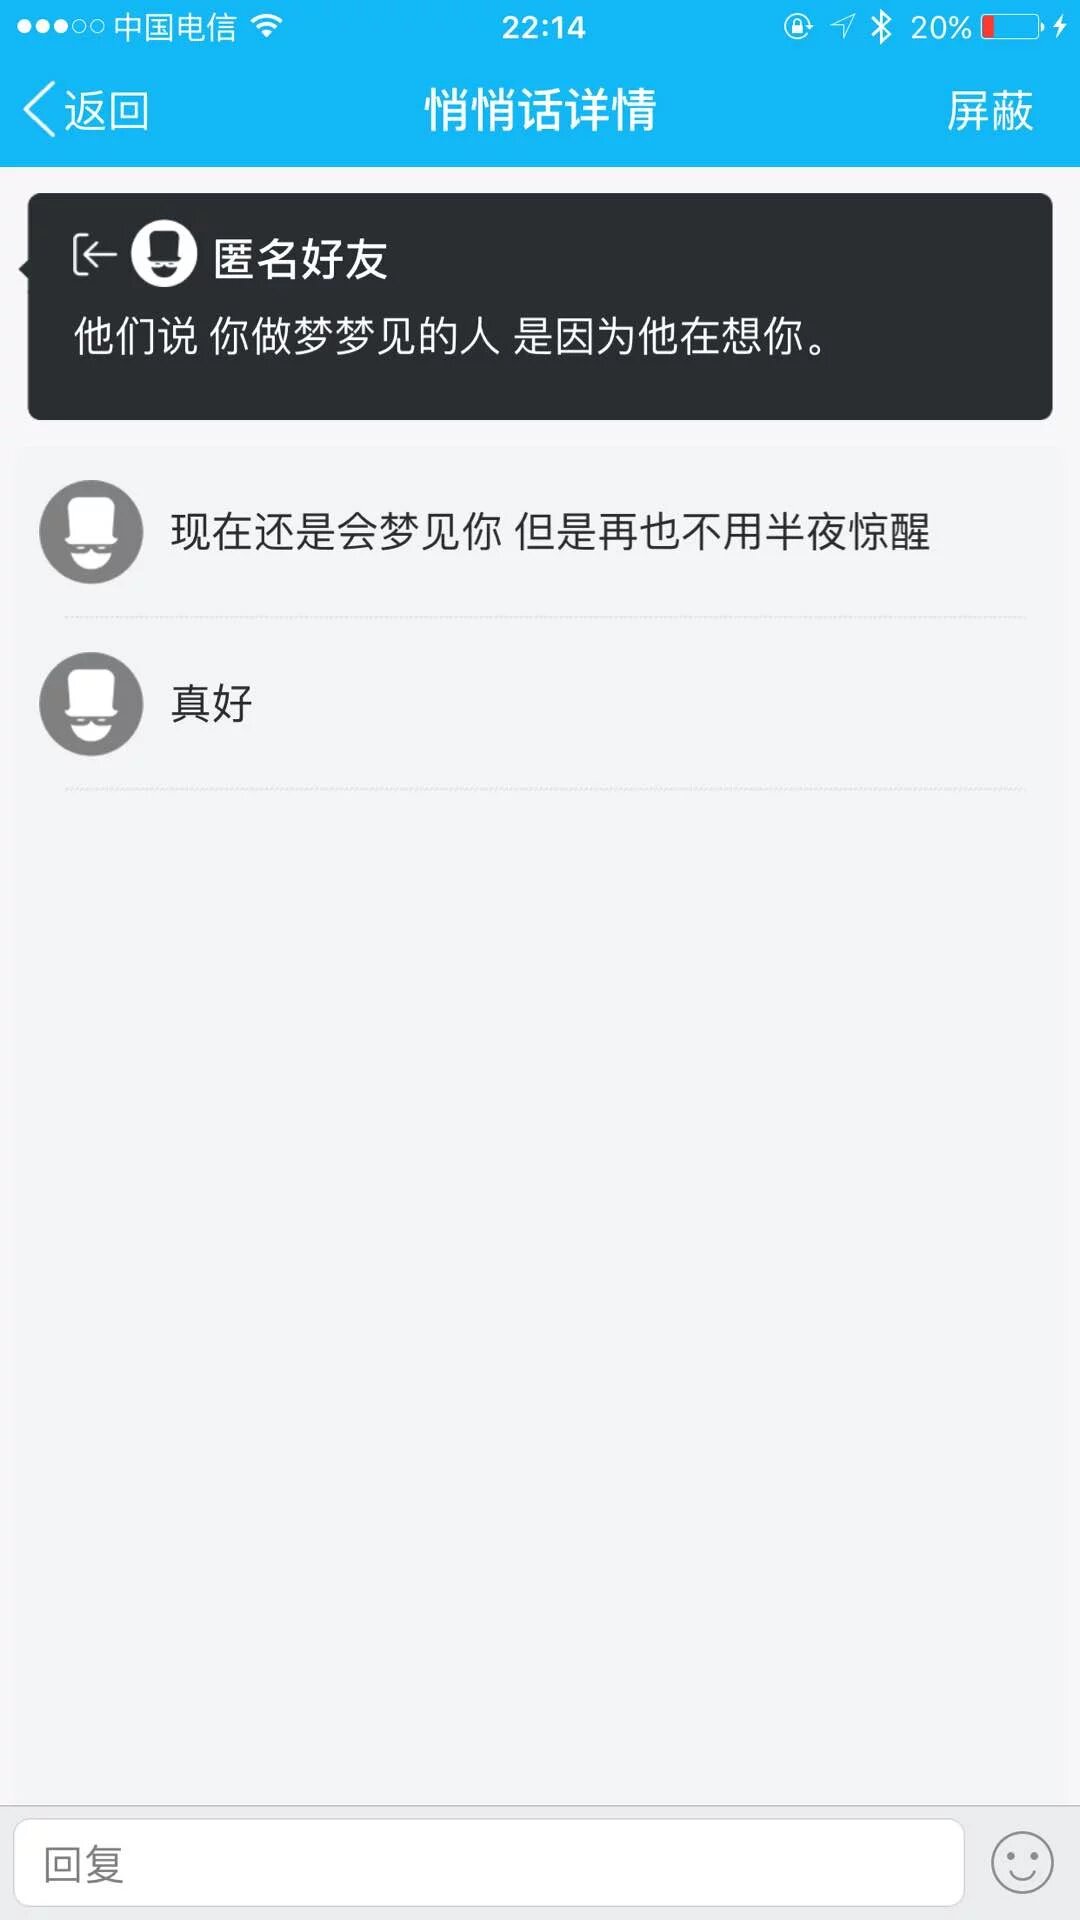 中国电信 22:14 20%
返回 悄悄话详情 屏蔽
匿名好友
他们说 你做梦梦见的人 是因为他在想你。
现在还是会梦见你 但是再也不用半夜惊醒
真好
回复